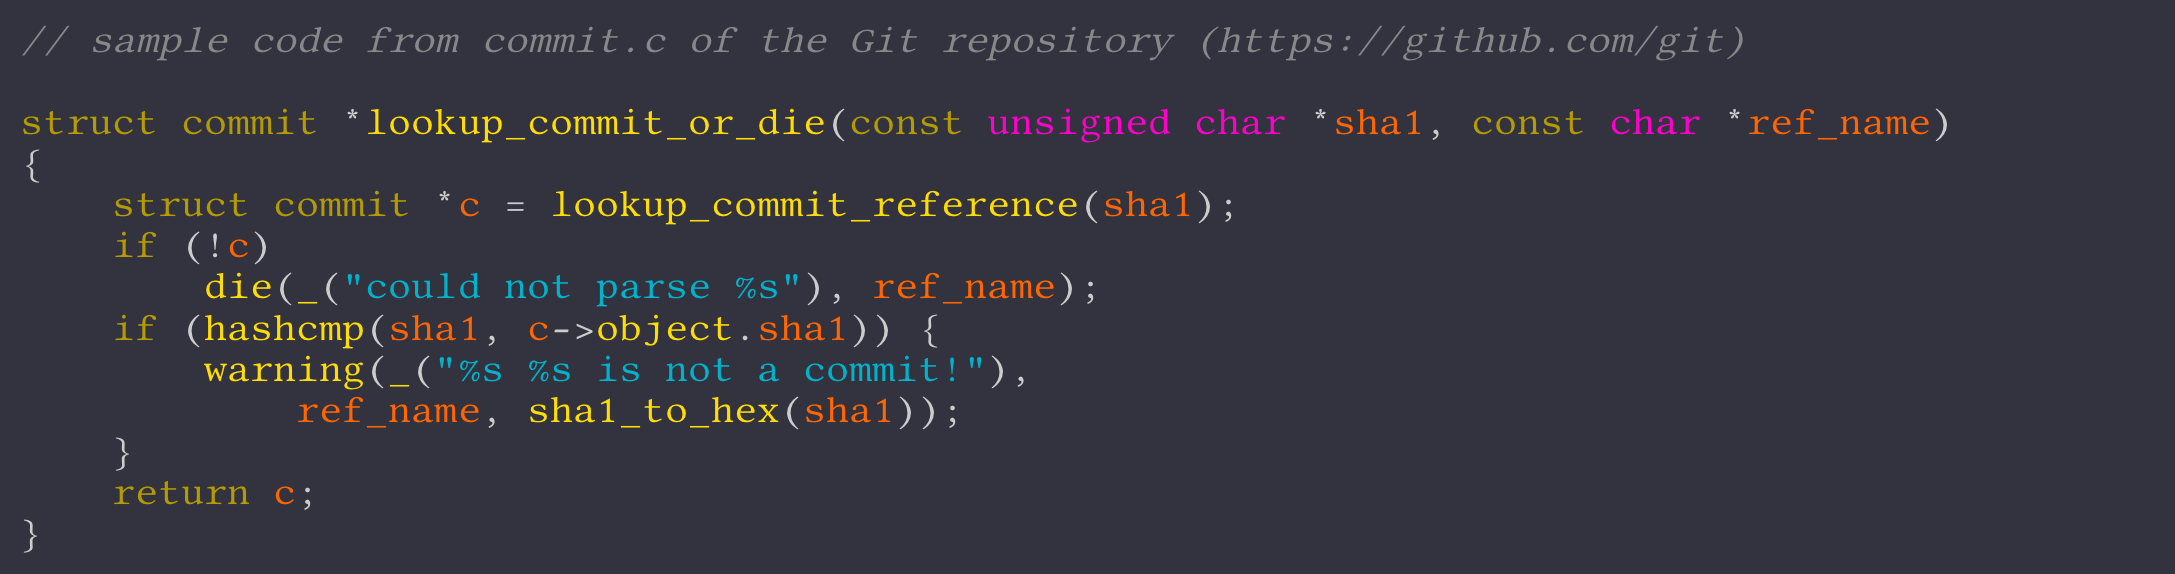 // sample code from commit.c of the Git repository (https://github.com/git)

struct commit *lookup_commit_or_die(const unsigned char *sha1, const char *ref_name)
{
    struct commit *c = lookup_commit_reference(sha1);
    if (!c)
        die(_("could not parse %s"), ref_name);
    if (hashcmp(sha1, c->object.sha1)) {
        warning(_("%s %s is not a commit!"),
            ref_name, sha1_to_hex(sha1));
    }
    return c;
}